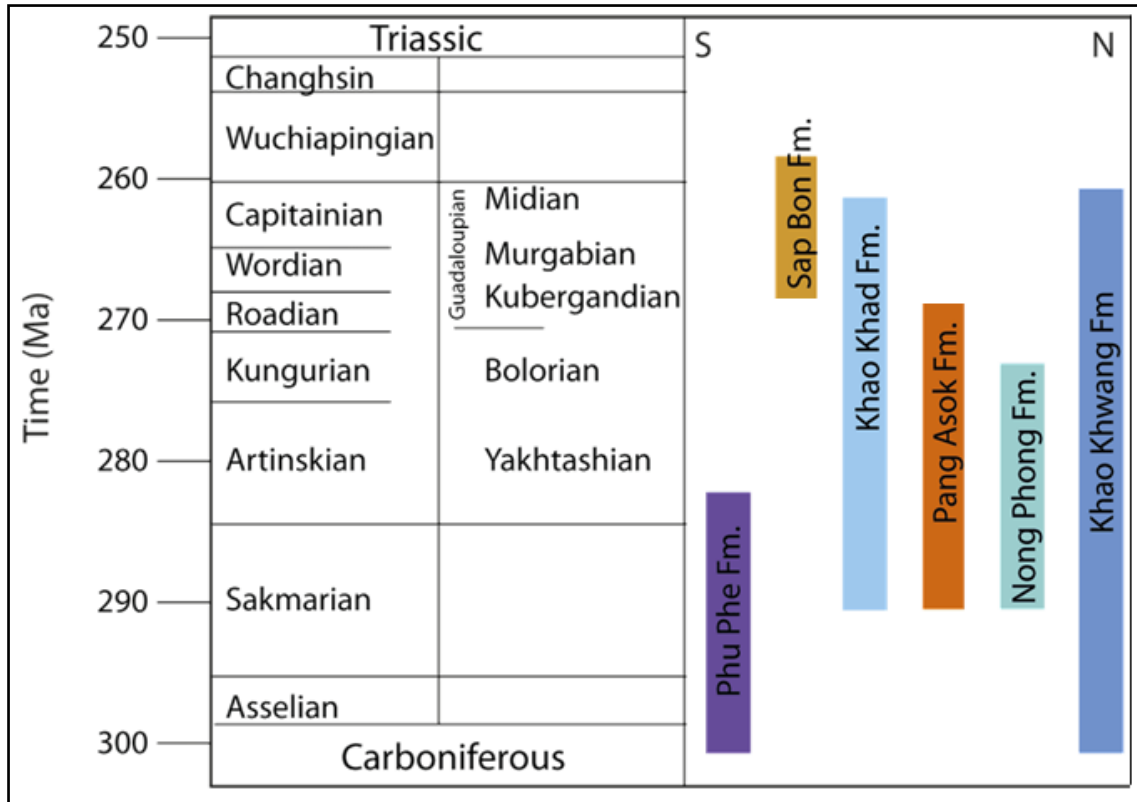 Time (Ma)
250
260
270
280
290
300
Triassic
Changhsin
Wuchiapingian
Capitainian
Wordian
Roadian
Kungurian
Artinskian
Sakmarian
Asselian
Carboniferous
Guadaloupian
Midian
Murgabian
Kubergandian
Bolorian
Yakhtashian
S
N
Phu Phe Fm.
Sap Bon Fm.
Khao Khad Fm.
Pang Asok Fm.
Nong Phong Fm.
Khao Khwang Fm